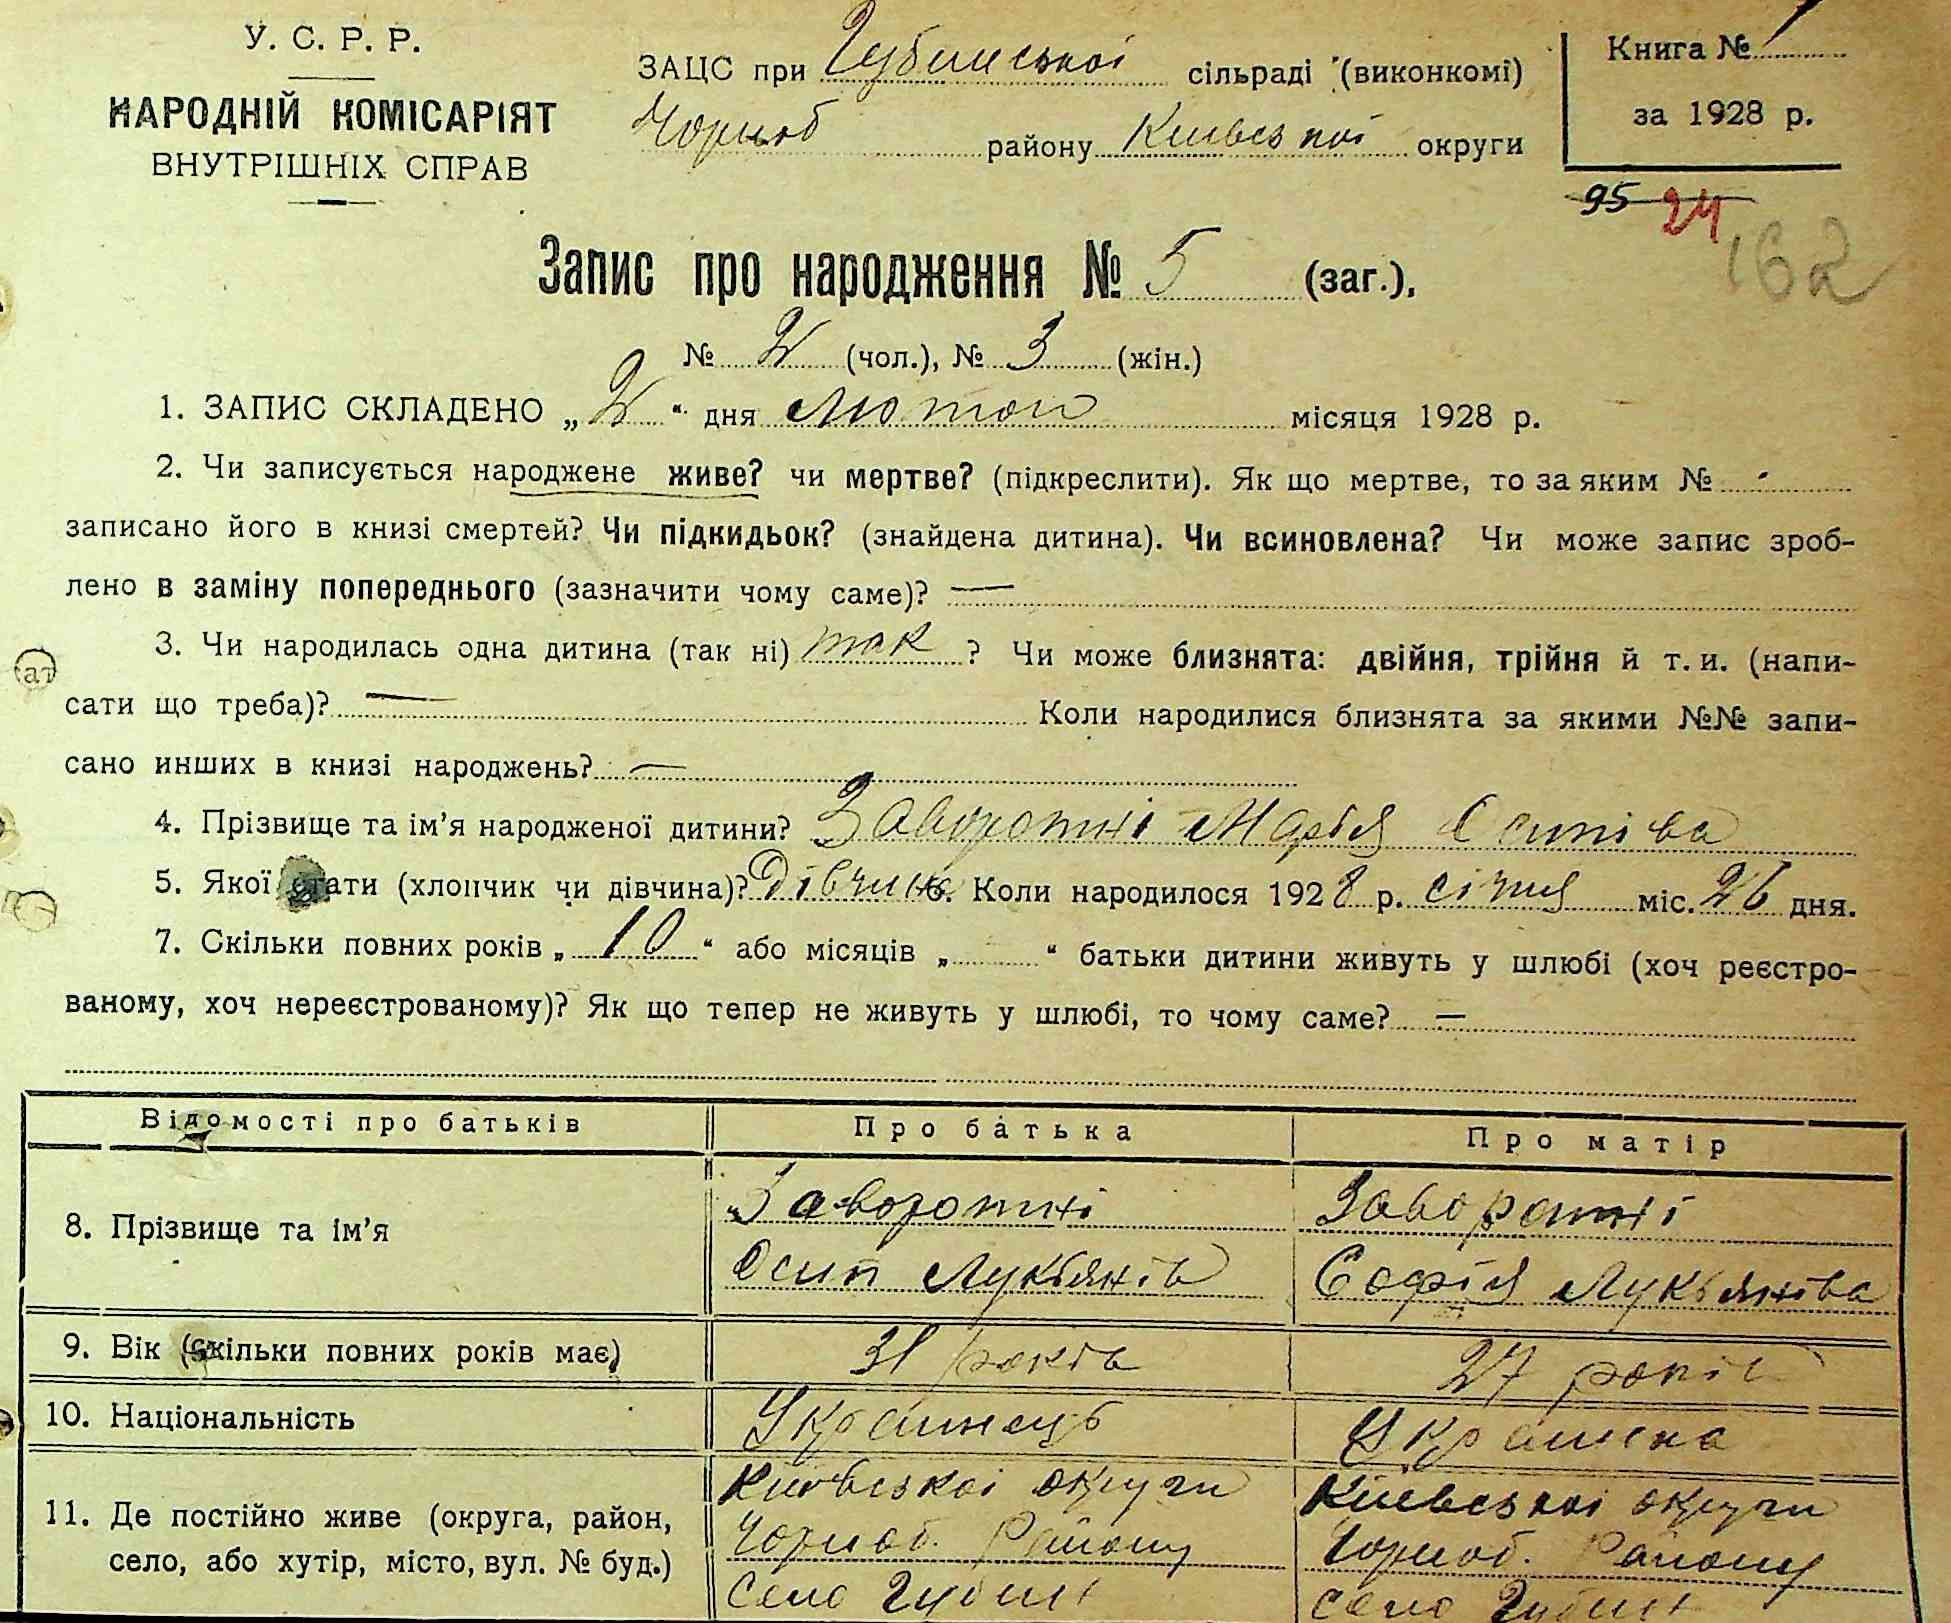 У. С. Р. Р.
НАРОДНІЙ КОМІСАРІЯТ
ВНУТРІШНІХ СПРАВ
ЗАЦС при Губинської сільраді (виконкомі)
Чорноб району Київської округи
Книга №
за 1928 р.
95 24
162
Запис про народження № 5 (заг.),
№ 2 (чол.), № 3 (жін.)
1. ЗАПИС СКЛАДЕНО „2“ дня лютого місяця 1928 р.
2. Чи записується народжене живе? чи мертве? (підкреслити). Як що мертве, то за яким №
записано його в книзі смертей? Чи підкидьок? (знайдена дитина). Чи всиновлена? Чи може запис зроб-
лено в заміну попереднього (зазначити чому саме)? —
3. Чи народилась одна дитина (так ні) так ? Чи може близнята: двійня, трійня й т. и. (напи-
сати що треба)? — Коли народилися близнята за якими №№ запи-
сано инших в книзі народжень? —
4. Прізвище та ім'я народженої дитини? Заворотні Марія Осипіва
5. Якої стати (хлопчик чи дівчина)? Дівчина 6. Коли народилося 1928 р. січня міс. 26 дня.
7. Скільки повних років „10“ або місяців „ “ батьки дитини живуть у шлюбі (хоч реєстро-
ваному, хоч нереєстрованому)? Як що тепер не живуть у шлюбі, то чому саме? —
Відомості про батьків Про батька Про матір
8. Прізвище та ім'я
Заворотні
Осип Лукьянів
Заворотні
Софія Лукьяніва
9. Вік (скільки повних років має) 31 років 27 років
10. Національність Українець Українка
11. Де постійно живе (округа, район,
село, або хутір, місто, вул. № буд.)
Київської округи
Чорноб. Району
село Губин
Київської округи
Чорноб. Району
село Губин